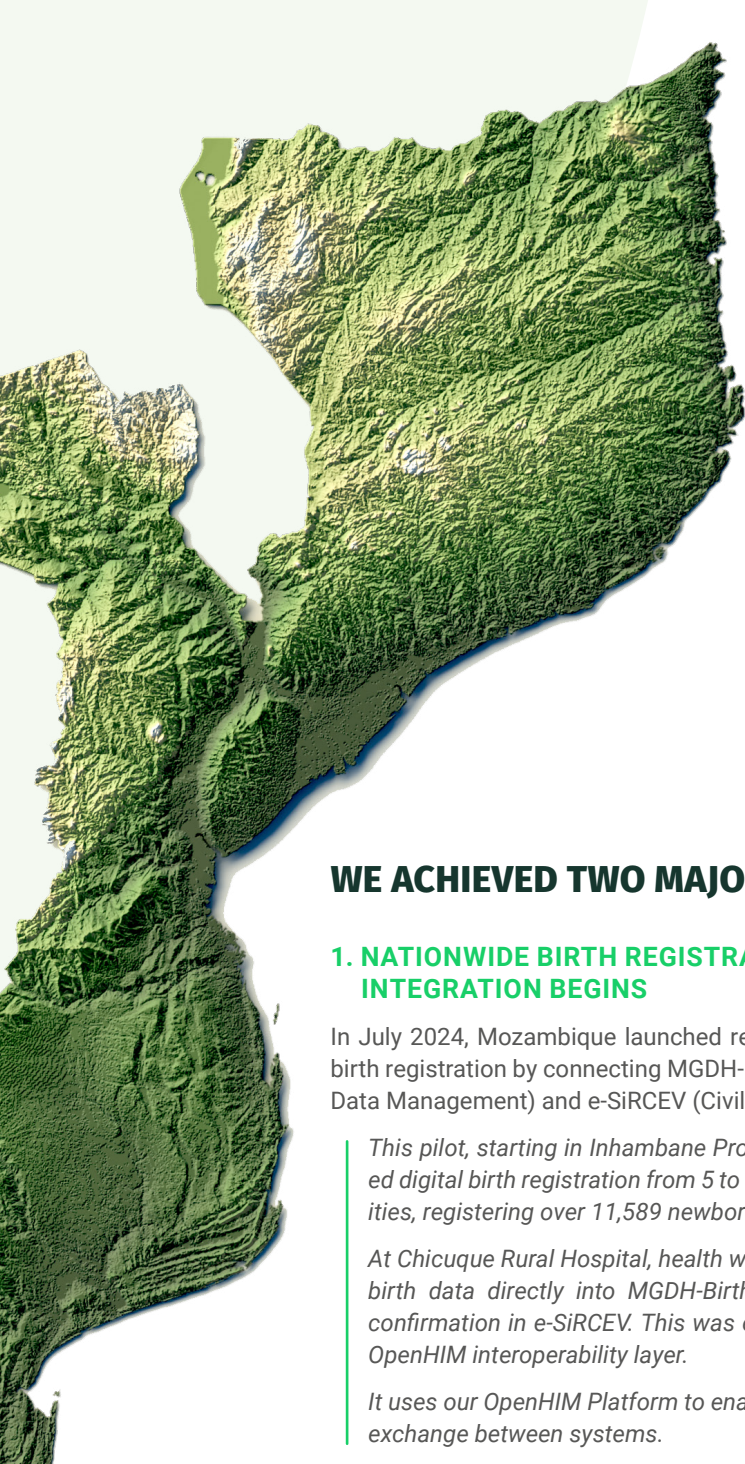 WE ACHIEVED TWO MAJO
1. NATIONWIDE BIRTH REGISTRA
INTEGRATION BEGINS
In July 2024, Mozambique launched re
birth registration by connecting MGDH-
Data Management) and e-SiRCEV (Civil
This pilot, starting in Inhambane Pro
ed digital birth registration from 5 to
ities, registering over 11,589 newbor
At Chicuque Rural Hospital, health w
birth data directly into MGDH-Birth
confirmation in e-SiRCEV. This was e
OpenHIM interoperability layer.
It uses our OpenHIM Platform to ena
exchange between systems.